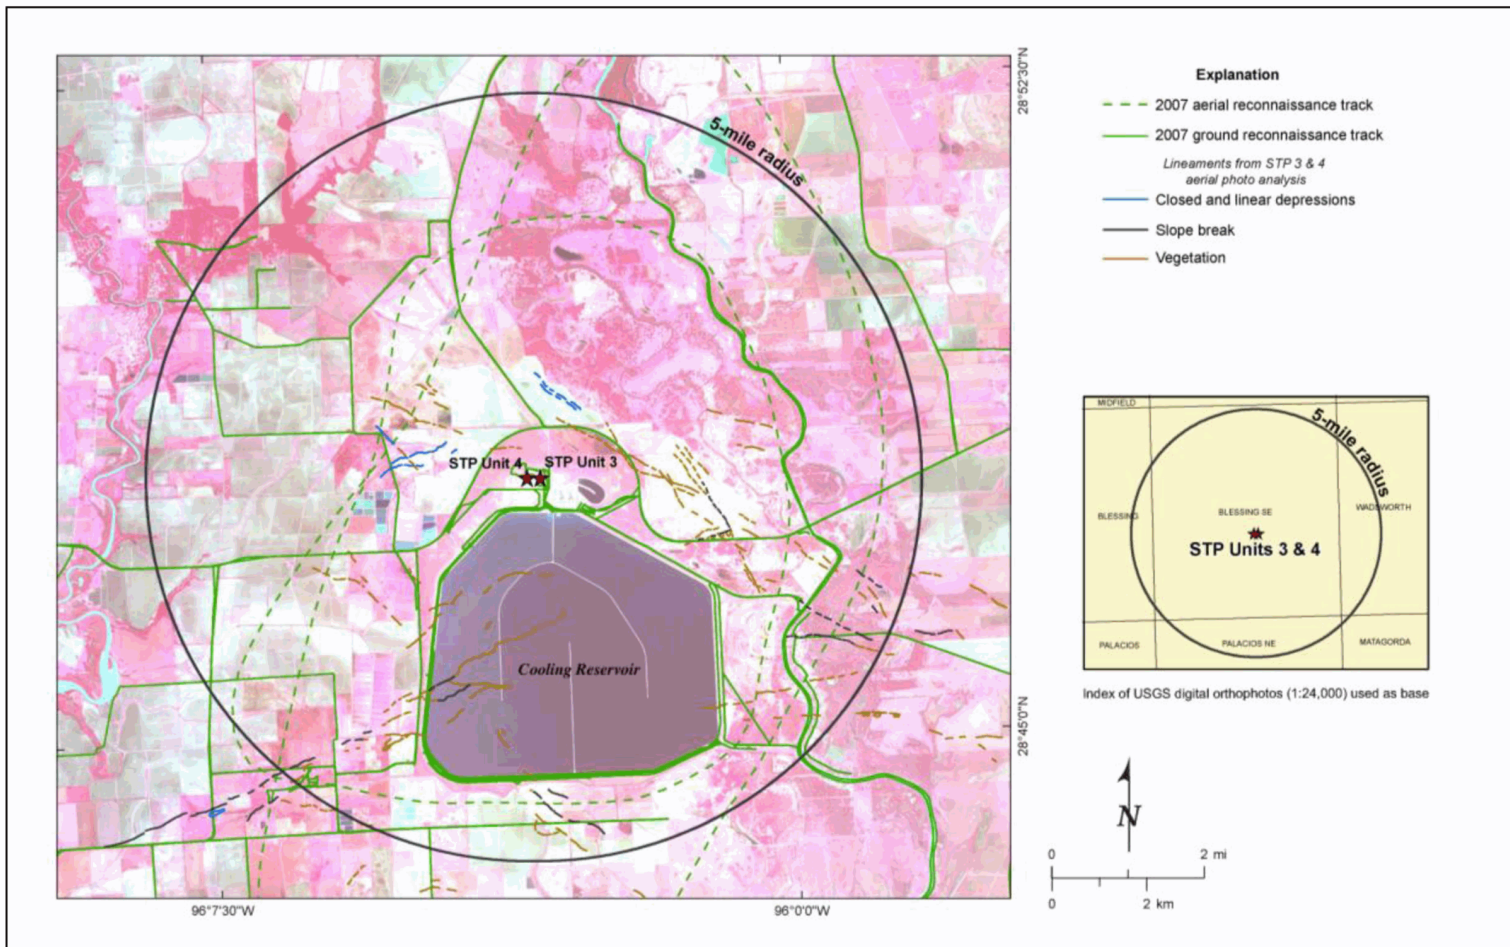 28°52'30"N
5-mile radius
STP Unit 4
STP Unit 3
Cooling Reservoir
28°45'0"N
96°7'30"W
96°0'0"W
Explanation
2007 aerial reconnaissance track
2007 ground reconnaissance track
Lineaments from STP 3 & 4
aerial photo analysis
Closed and linear depressions
Slope break
Vegetation
MIDFIELD
5-mile radius
BLESSING
BLESSING SE
WADSWORTH
STP Units 3 & 4
PALACIOS
PALACIOS NE
MATAGORDA
Index of USGS digital orthophotos (1:24,000) used as base
N
0 2 mi
0 2 km